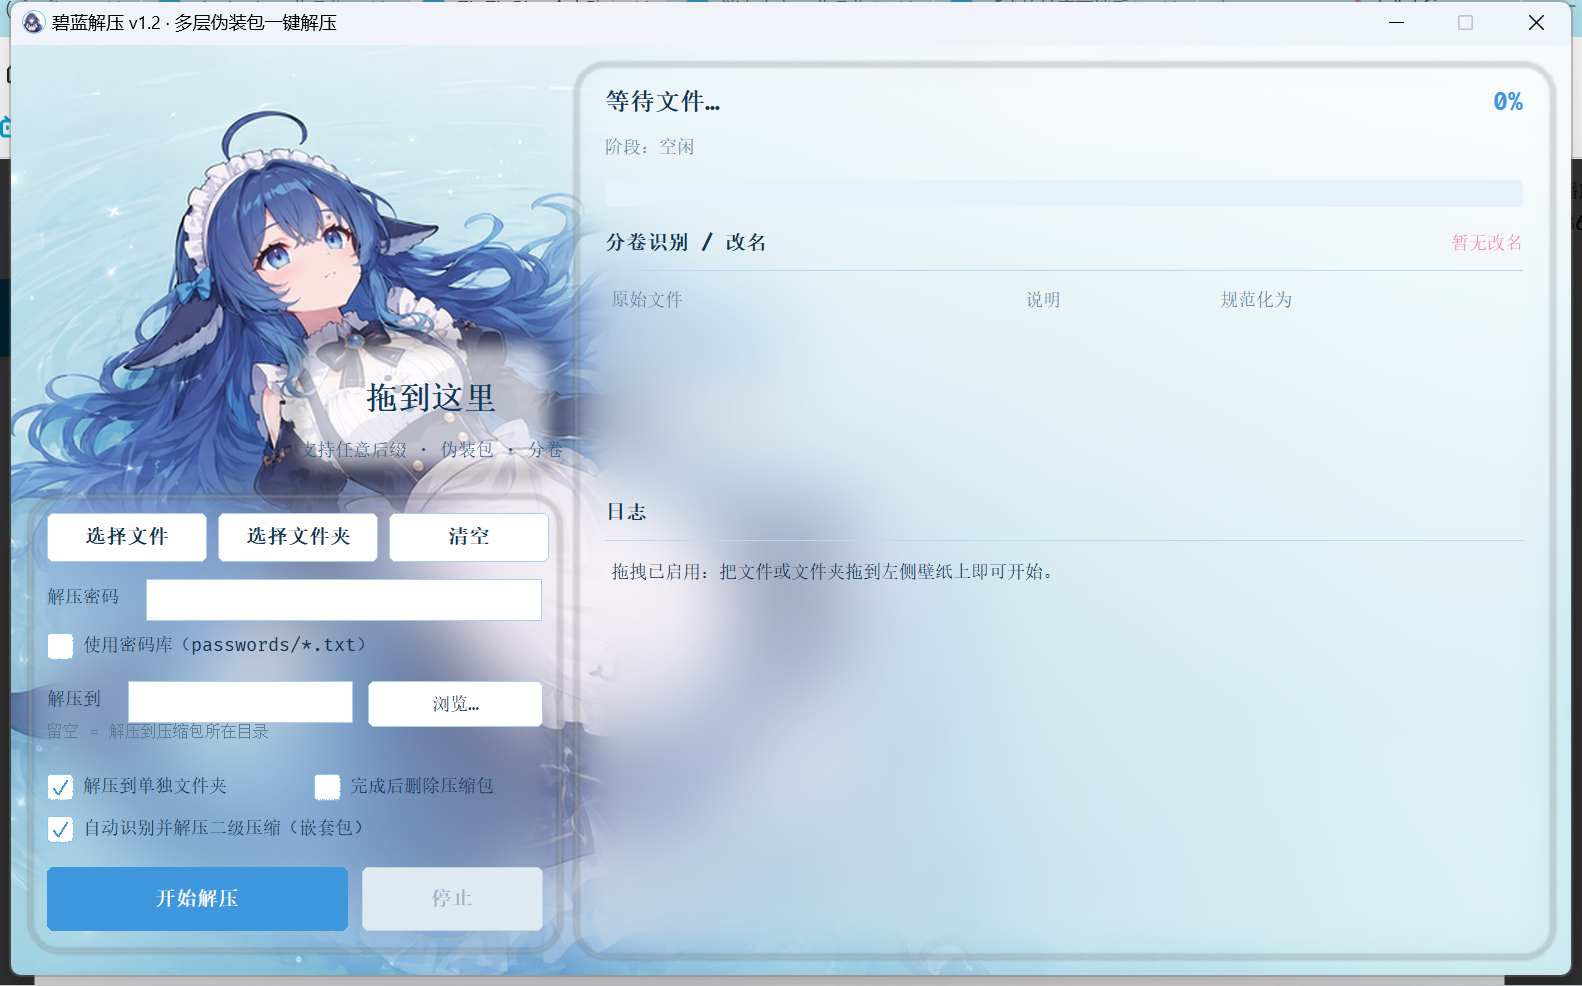 碧蓝解压 v1.2 · 多层伪装包一键解压
拖到这里
支持任意后缀 · 伪装包 · 分卷
选择文件 选择文件夹 清空
解压密码
使用密码库（passwords/*.txt）
解压到 浏览…
留空 = 解压到压缩包所在目录
解压到单独文件夹 完成后删除压缩包
自动识别并解压二级压缩（嵌套包）
开始解压 停止
等待文件… 0%
阶段：空闲
分卷识别 / 改名 暂无改名
原始文件 说明 规范化为
日志
拖拽已启用：把文件或文件夹拖到左侧壁纸上即可开始。